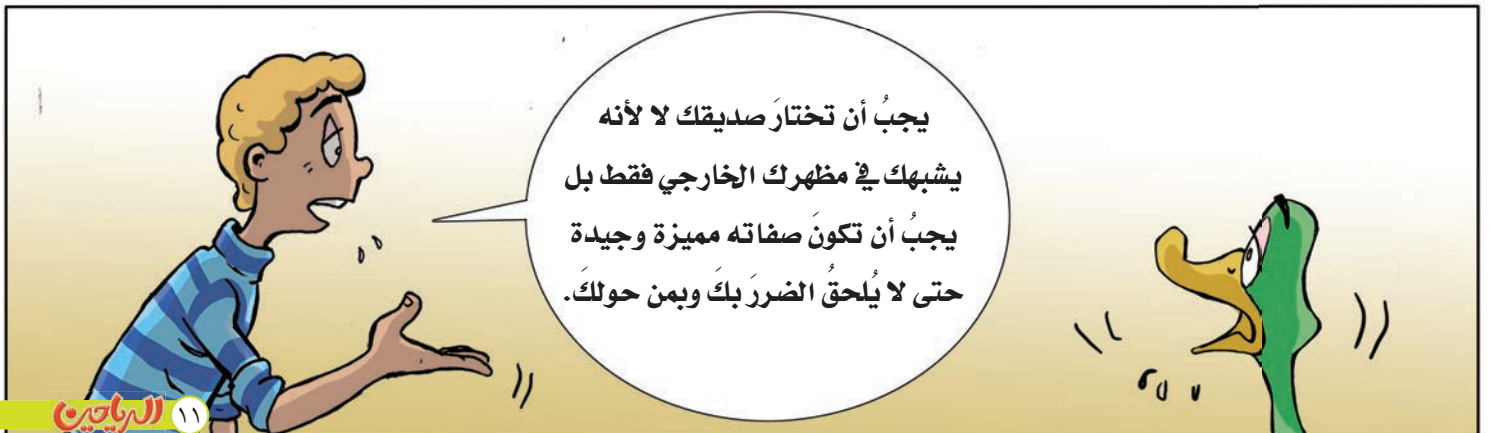 يجبُ أن تختارَ صديقك لا لأنه
يشبهك في مظهرك الخارجي فقط بل
يجبُ أن تكونَ صفاته مميزة وجيدة
حتى لا يُلحقُ الضررَ بكَ وبمن حولكَ.
١١ الرياحين